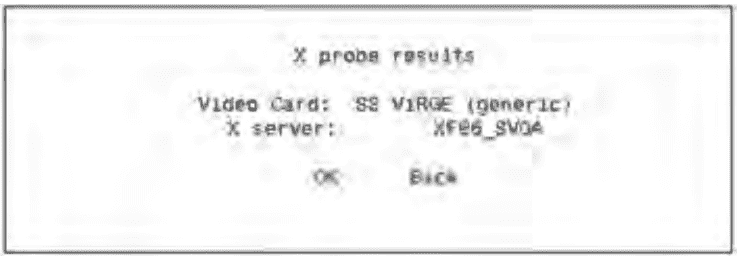 X probe results
Video Card: S3 ViRGE (generic)
X server: XF86_SVGA
OK Back